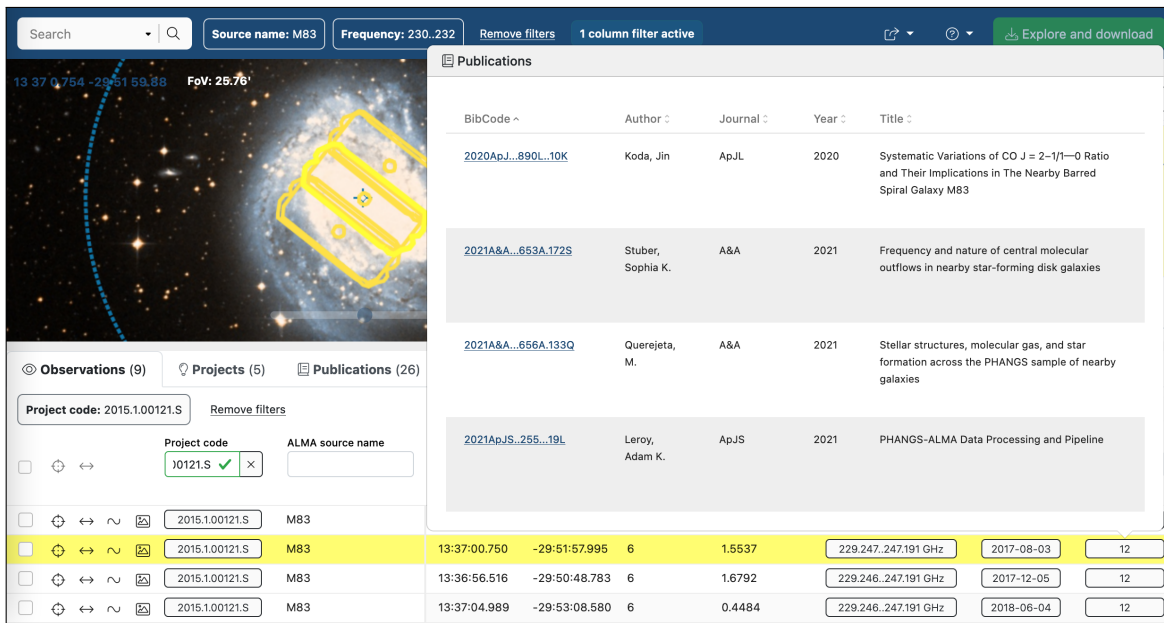 Search
Source name: M83
Frequency: 230..232
Remove filters
1 column filter active
Explore and download
13 37 0.754 -29 51 59.88
FoV: 25.76'
Publications
BibCode Author Journal Year Title
2020ApJ...890L..10K Koda, Jin ApJL 2020 Systematic Variations of CO J = 2−1/1—0 Ratio
and Their Implications in The Nearby Barred
Spiral Galaxy M83
2021A&A...653A.172S Stuber, A&A 2021 Frequency and nature of central molecular
Sophia K. outflows in nearby star-forming disk galaxies
2021A&A...656A.133Q Querejeta, A&A 2021 Stellar structures, molecular gas, and star
M. formation across the PHANGS sample of nearby
galaxies
2021ApJS..255...19L Leroy, ApJS 2021 PHANGS-ALMA Data Processing and Pipeline
Adam K.
Observations (9) Projects (5) Publications (26)
Project code: 2015.1.00121.S Remove filters
Project code ALMA source name
00121.S
2015.1.00121.S M83
2015.1.00121.S M83 13:37:00.750 -29:51:57.995 6 1.5537 229.247..247.191 GHz 2017-08-03 12
2015.1.00121.S M83 13:36:56.516 -29:50:48.783 6 1.6792 229.246..247.191 GHz 2017-12-05 12
2015.1.00121.S M83 13:37:04.989 -29:53:08.580 6 0.4484 229.246..247.191 GHz 2018-06-04 12